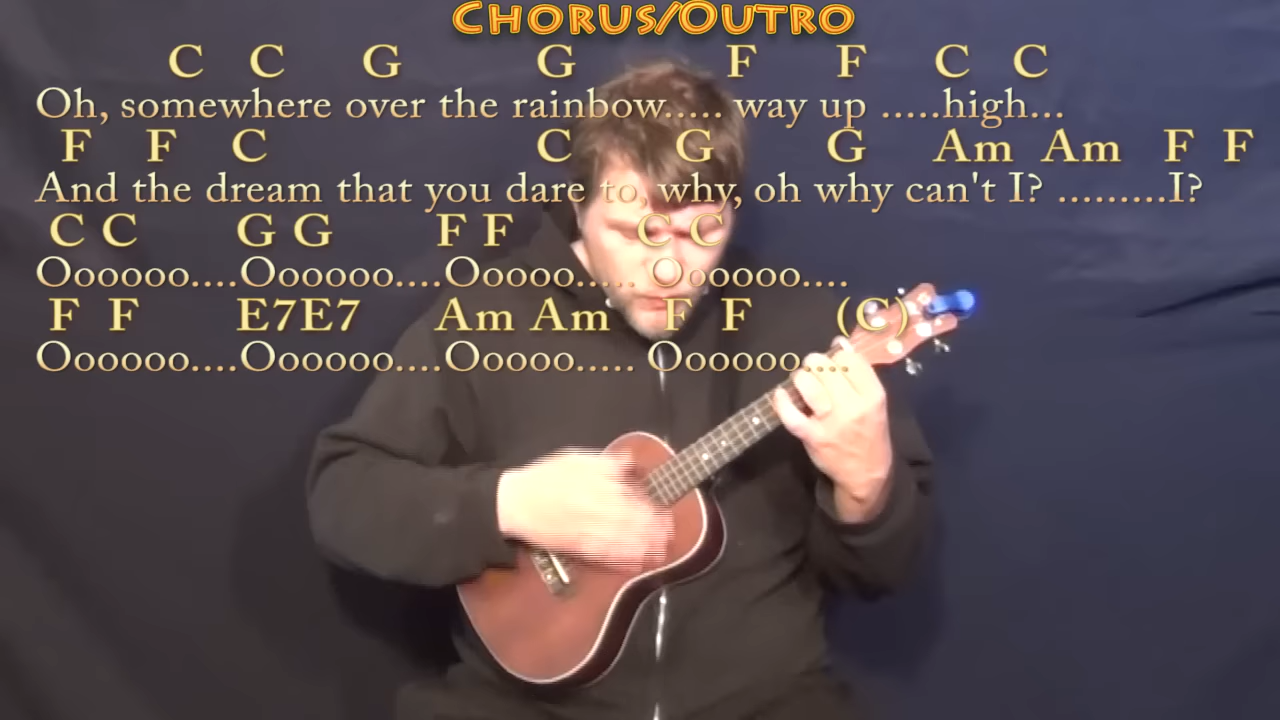 CHORUS/OUTRO
C C G G F F C C
Oh, somewhere over the rainbow..... way up .....high...
F F C C G G Am Am F F
And the dream that you dare to, why, oh why can't I? .........I?
C C G G F F C C
Oooooo....Oooooo....Ooooo..... Oooooo....
F F E7E7 Am Am F F (C)
Oooooo....Oooooo....Ooooo..... Oooooo....